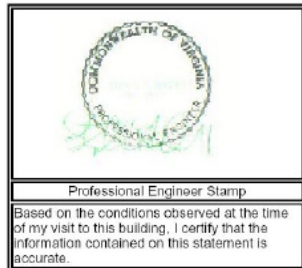 COMMONWEALTH OF VIRGINIA
PROFESSIONAL ENGINEER
Professional Engineer Stamp
Based on the conditions observed at the time
of my visit to this building, I certify that the
information contained on this statement is
accurate.